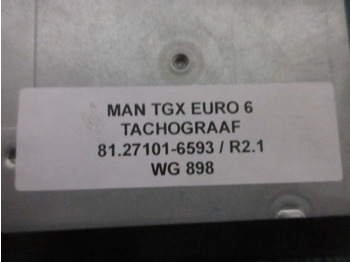 MAN TGX EURO 6
TACHOGRAAF
81.27101-6593 / R2.1
WG 898